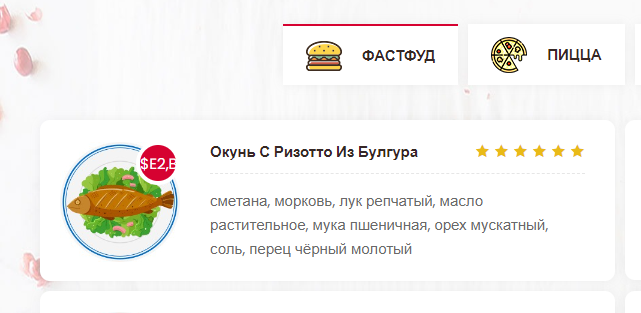 ФАСТФУД
ПИЦЦА
$E2,E
Окунь С Ризотто Из Булгура
сметана, морковь, лук репчатый, масло
растительное, мука пшеничная, орех мускатный,
соль, перец чёрный молотый